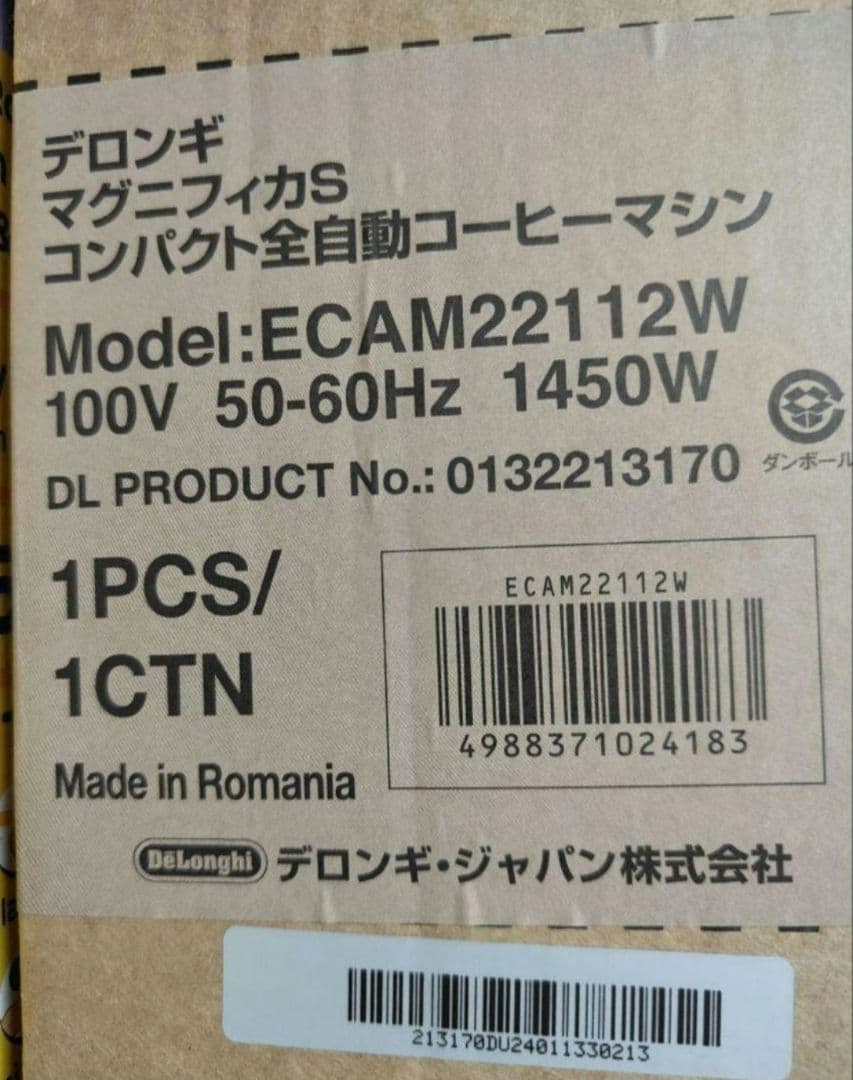 デロンギ
マグニフィカS
コンパクト全自動コーヒーマシン
Model:ECAM22112W
100V 50-60Hz 1450W
ダンボール
DL PRODUCT No.: 0132213170
1PCS/
1CTN
ECAM22112W
4988371024183
Made in Romania
DeLonghi デロンギ・ジャパン株式会社
213170DU24011330213